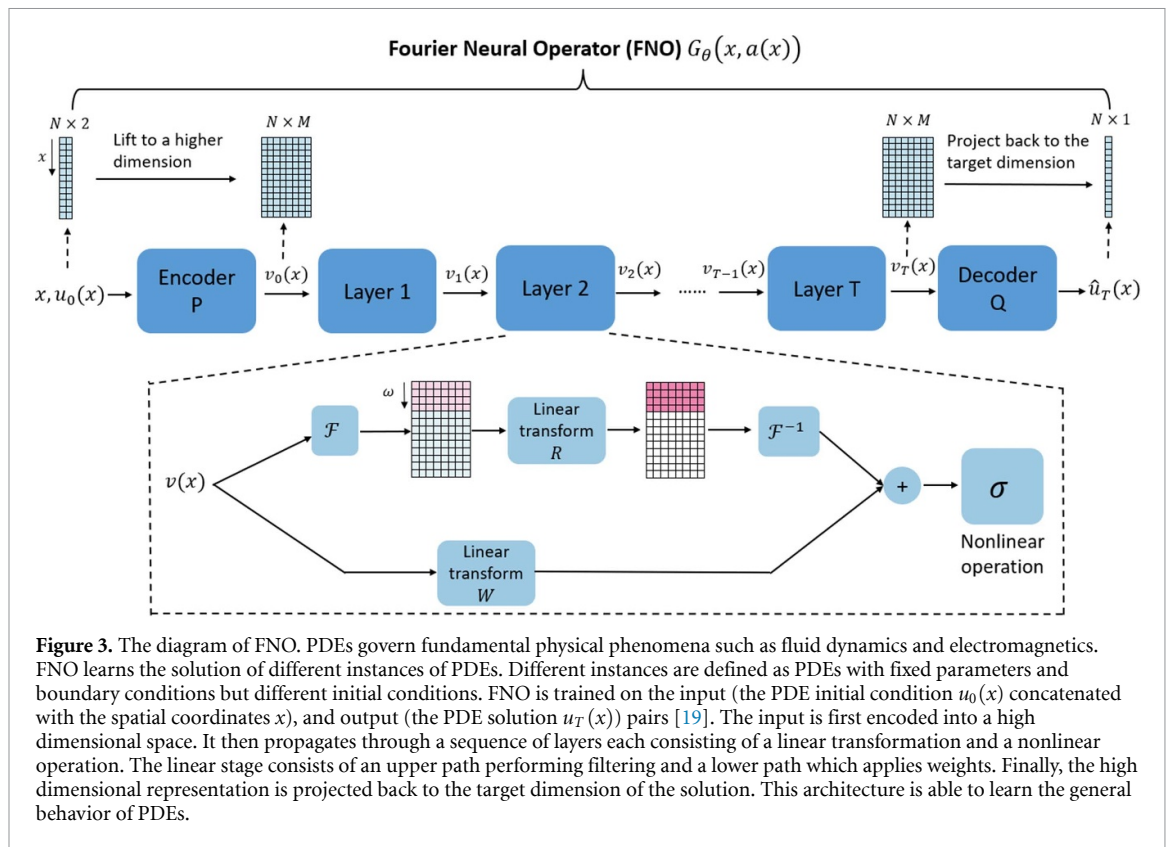 Fourier Neural Operator (FNO) G_θ(x, a(x))
N × 2
x
Lift to a higher
dimension
N × M
N × M
Project back to the
target dimension
N × 1
x, u_0(x)
Encoder
P
v_0(x)
Layer 1
v_1(x)
Layer 2
v_2(x)
......
v_{T−1}(x)
Layer T
v_T(x)
Decoder
Q
û_T(x)
v(x)
ℱ
ω
Linear
transform
R
ℱ^{−1}
+
σ
Nonlinear
operation
Linear
transform
W
Figure 3. The diagram of FNO. PDEs govern fundamental physical phenomena such as fluid dynamics and electromagnetics.
FNO learns the solution of different instances of PDEs. Different instances are defined as PDEs with fixed parameters and
boundary conditions but different initial conditions. FNO is trained on the input (the PDE initial condition u_0(x) concatenated
with the spatial coordinates x), and output (the PDE solution u_T(x)) pairs [19]. The input is first encoded into a high
dimensional space. It then propagates through a sequence of layers each consisting of a linear transformation and a nonlinear
operation. The linear stage consists of an upper path performing filtering and a lower path which applies weights. Finally, the high
dimensional representation is projected back to the target dimension of the solution. This architecture is able to learn the general
behavior of PDEs.